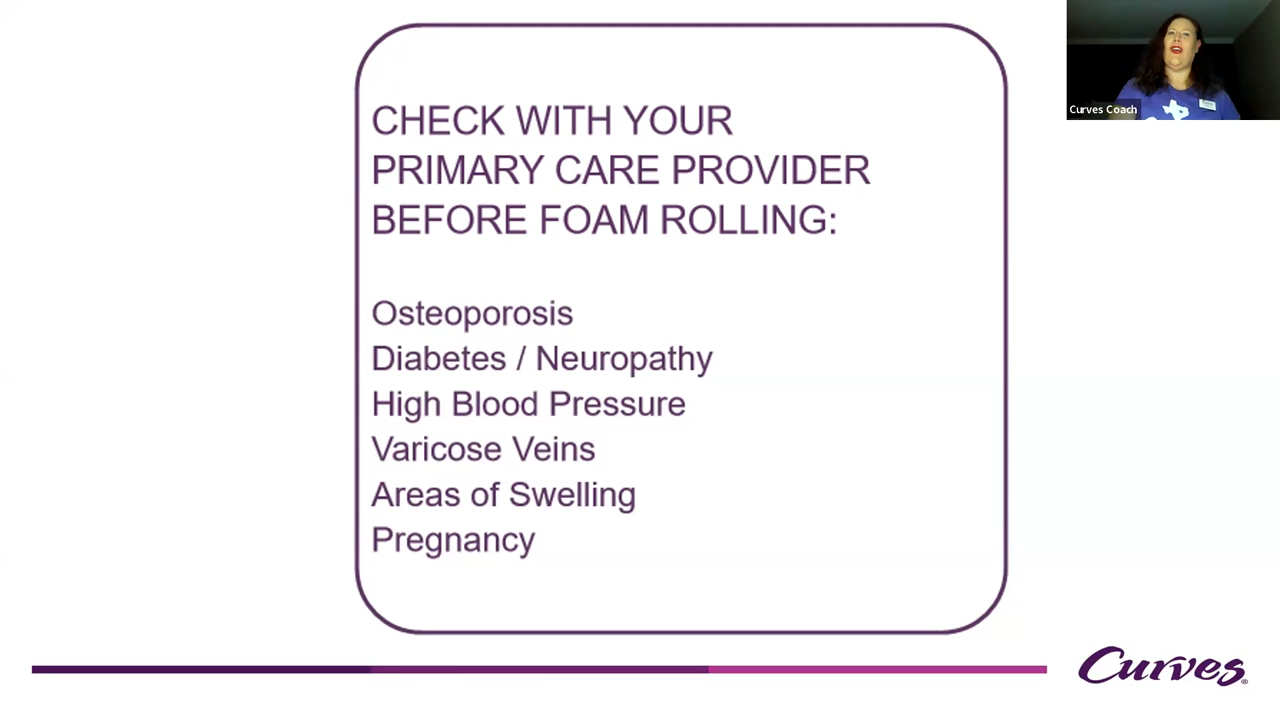 CHECK WITH YOUR
PRIMARY CARE PROVIDER
BEFORE FOAM ROLLING:
Osteoporosis
Diabetes / Neuropathy
High Blood Pressure
Varicose Veins
Areas of Swelling
Pregnancy
Curves Coach
Curves®